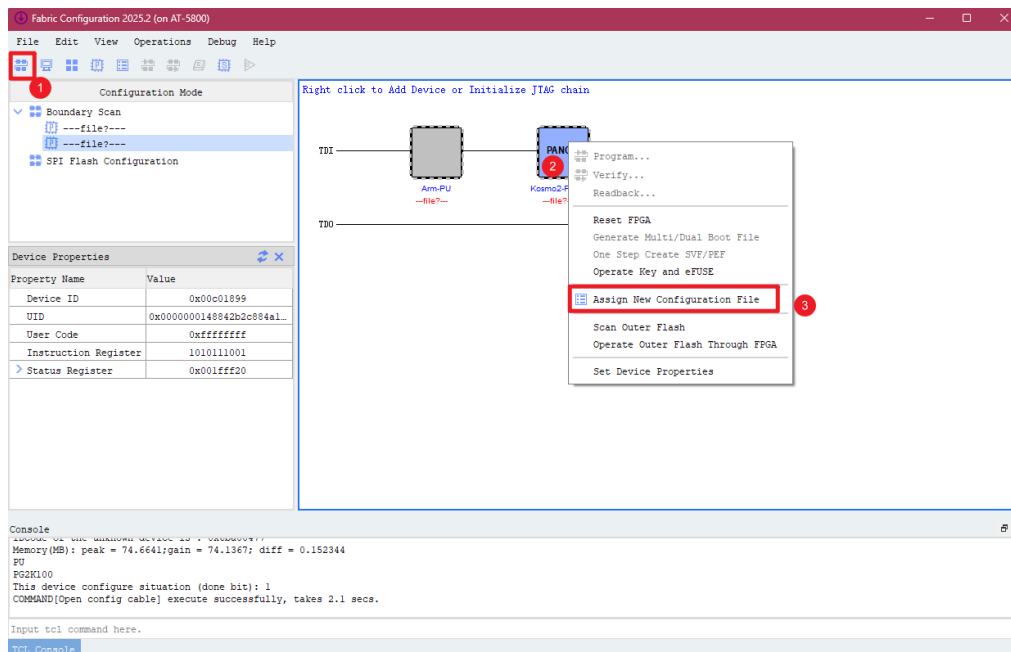 Fabric Configuration 2025.2 (on AT-5800)
File Edit View Operations Debug Help
1
Configuration Mode
Boundary Scan
---file?---
---file?---
SPI Flash Configuration
Right click to Add Device or Initialize JTAG chain
TDI
PANG
2
Arm-PU
---file?---
Kosmo2-F
---file?
TDO
Program...
Verify...
Readback...
Reset FPGA
Generate Multi/Dual Boot File
One Step Create SVF/PEF
Operate Key and eFUSE
Assign New Configuration File
3
Scan Outer Flash
Operate Outer Flash Through FPGA
Set Device Properties
Device Properties
Property Name Value
Device ID 0x00c01899
UID 0x0000000148842b2c884a1...
User Code 0xffffffff
Instruction Register 1010111001
Status Register 0x001fff20
Console
Memory(MB): peak = 74.6641;gain = 74.1367; diff = 0.152344
PU
PG2K100
This device configure situation (done bit): 1
COMMAND[Open config cable] execute successfully, takes 2.1 secs.
Input tcl command here.
TCL Console